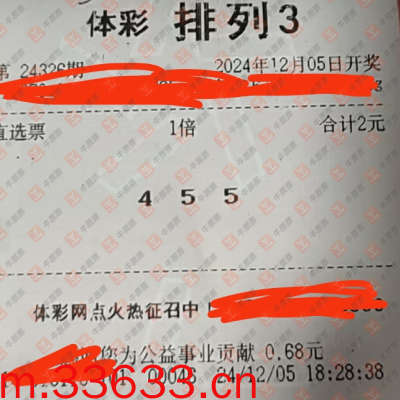 体彩 排列3
第 24326期 2024年12月05日开奖
直选票 1倍 合计2元
4 5 5
体彩网点火热征召中
您为公益事业贡献 0.68元
01 0004 24/12/05 18:28:38
m.33633.cn